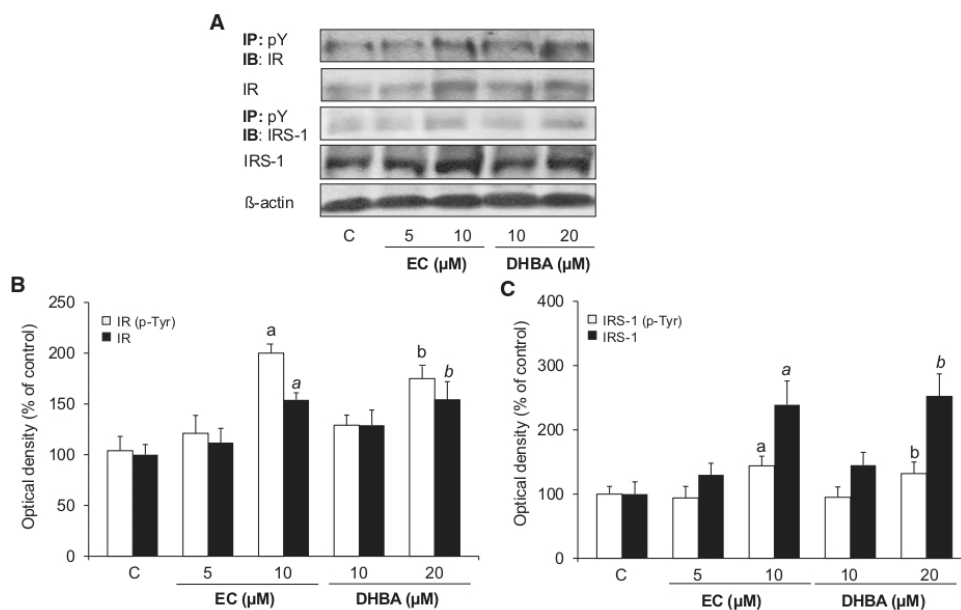 A
IP: pY
IB: IR
IR
IP: pY
IB: IRS-1
IRS-1
ß-actin
C 5 10 10 20
EC (µM) DHBA (µM)
B
250
200
150
100
50
0
Optical density (% of control)
IR (p-Tyr)
IR
a
a
b
b
C 5 10 10 20
EC (µM) DHBA (µM)
C
400
300
200
100
0
Optical density (% of control)
IRS-1 (p-Tyr)
IRS-1
a
a
b
b
C 5 10 10 20
EC (µM) DHBA (µM)